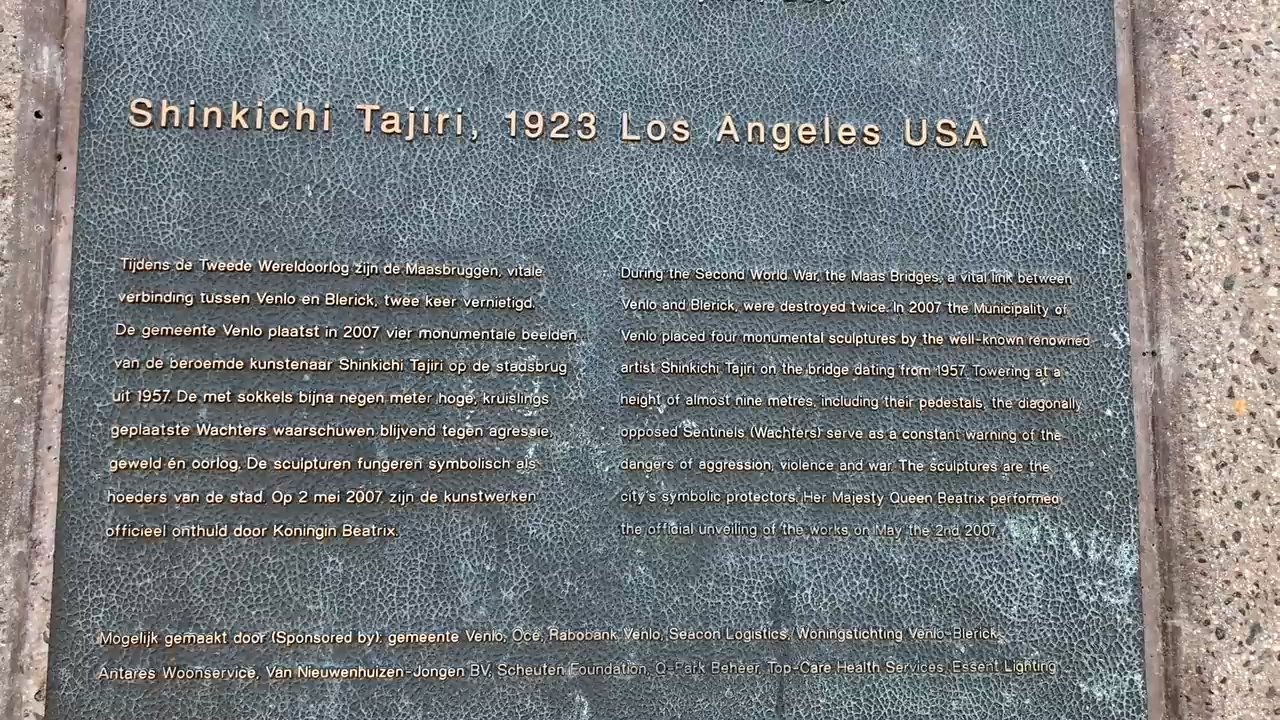 Shinkichi Tajiri, 1923 Los Angeles USA
Tijdens de Tweede Wereldoorlog zijn de Maasbruggen, vitale
verbinding tussen Venlo en Blerick, twee keer vernietigd.
De gemeente Venlo plaatst in 2007 vier monumentale beelden
van de beroemde kunstenaar Shinkichi Tajiri op de stadsbrug
uit 1957. De met sokkels bijna negen meter hoge, kruislings
geplaatste Wachters waarschuwen blijvend tegen agressie,
geweld én oorlog. De sculpturen fungeren symbolisch als
hoeders van de stad. Op 2 mei 2007 zijn de kunstwerken
officieel onthuld door Koningin Beatrix.
During the Second World War, the Maas Bridges, a vital link between
Venlo and Blerick, were destroyed twice. In 2007 the Municipality of
Venlo placed four monumental sculptures by the well-known renowned
artist Shinkichi Tajiri on the bridge dating from 1957. Towering at a
height of almost nine metres, including their pedestals, the diagonally
opposed Sentinels (Wachters) serve as a constant warning of the
dangers of aggression, violence and war. The sculptures are the
city's symbolic protectors. Her Majesty Queen Beatrix performed
the official unveiling of the works on May the 2nd 2007.
Mogelijk gemaakt door (Sponsored by): gemeente Venlo, Océ, Rabobank Venlo, Seacon Logistics, Woningstichting Venlo-Blerick,
Antares Woonservice, Van Nieuwenhuizen-Jongen BV, Scheuten Foundation, Q-Park Beheer, Top-Care Health Services, Essent Lighting